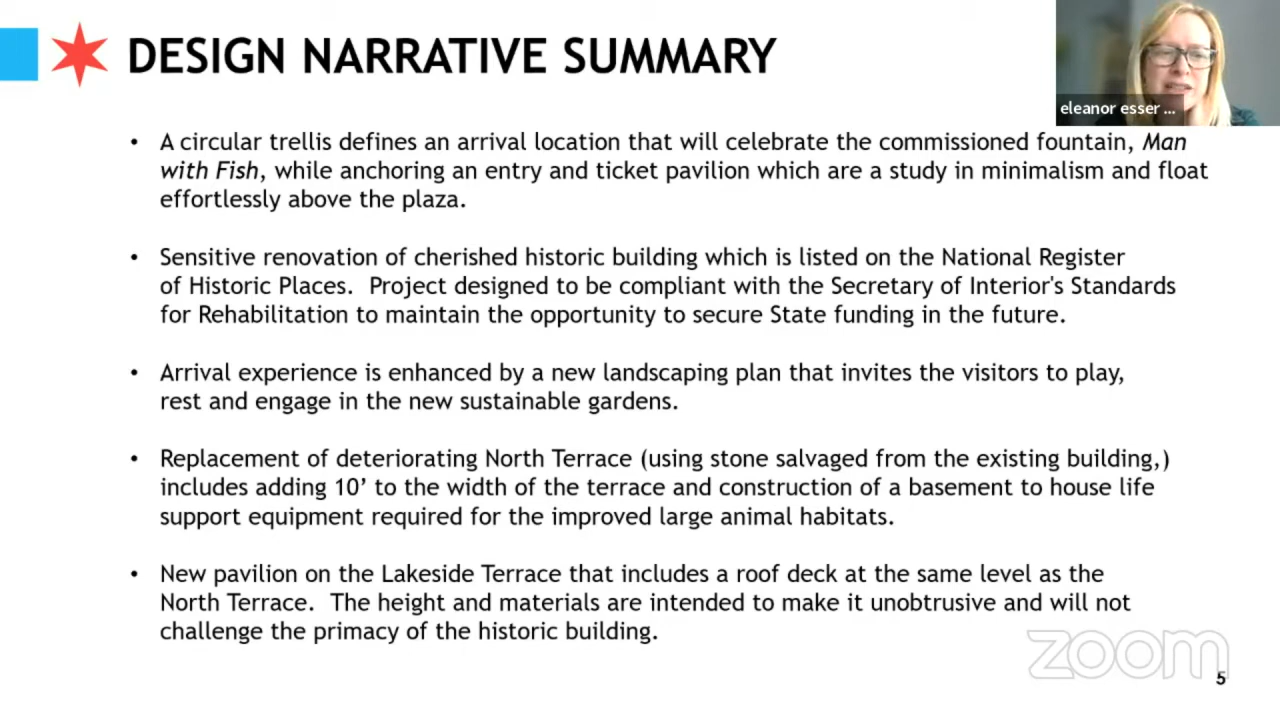 DESIGN NARRATIVE SUMMARY
eleanor esser ...
• A circular trellis defines an arrival location that will celebrate the commissioned fountain, Man
with Fish, while anchoring an entry and ticket pavilion which are a study in minimalism and float
effortlessly above the plaza.
• Sensitive renovation of cherished historic building which is listed on the National Register
of Historic Places.  Project designed to be compliant with the Secretary of Interior's Standards
for Rehabilitation to maintain the opportunity to secure State funding in the future.
• Arrival experience is enhanced by a new landscaping plan that invites the visitors to play,
rest and engage in the new sustainable gardens.
• Replacement of deteriorating North Terrace (using stone salvaged from the existing building,)
includes adding 10’ to the width of the terrace and construction of a basement to house life
support equipment required for the improved large animal habitats.
• New pavilion on the Lakeside Terrace that includes a roof deck at the same level as the
North Terrace.  The height and materials are intended to make it unobtrusive and will not
challenge the primacy of the historic building.
zoom
5